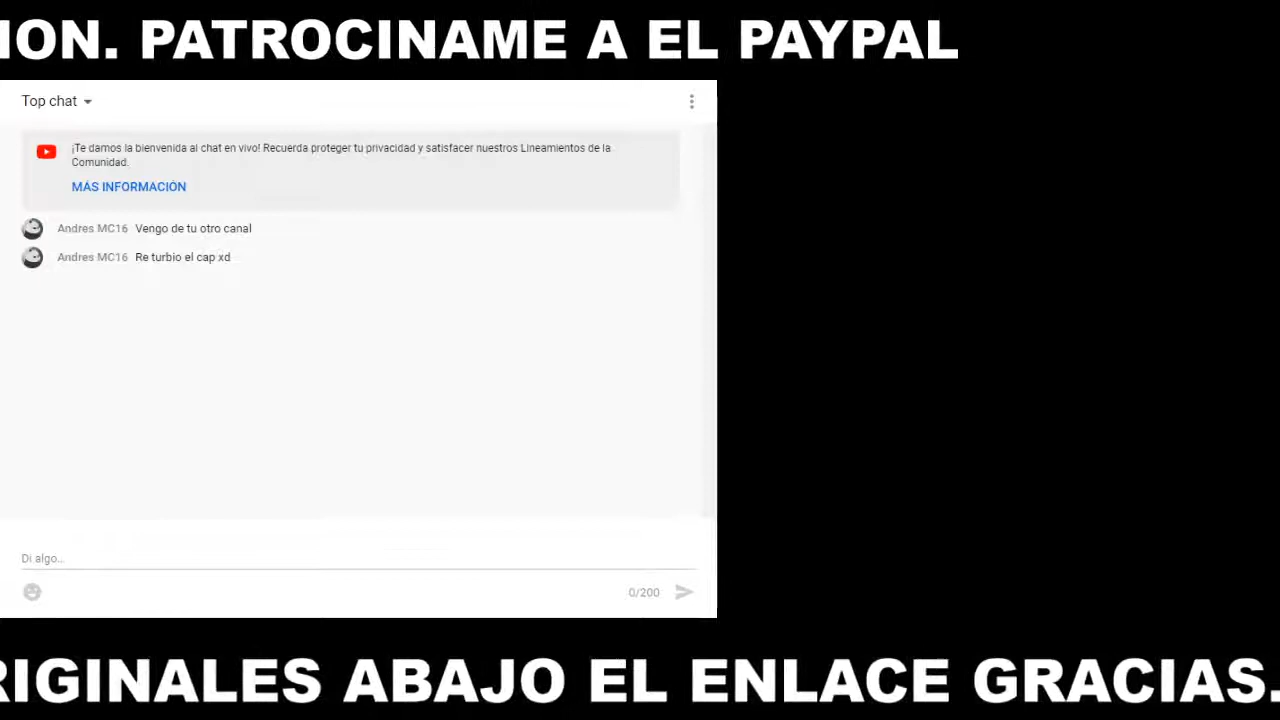 ION. PATROCINAME A EL PAYPAL
Top chat
¡Te damos la bienvenida al chat en vivo! Recuerda proteger tu privacidad y satisfacer nuestros Lineamientos de la
Comunidad.
MÁS INFORMACIÓN
Andres MC16 Vengo de tu otro canal
Andres MC16 Re turbio el cap xd
Di algo...
0/200
RIGINALES ABAJO EL ENLACE GRACIAS.